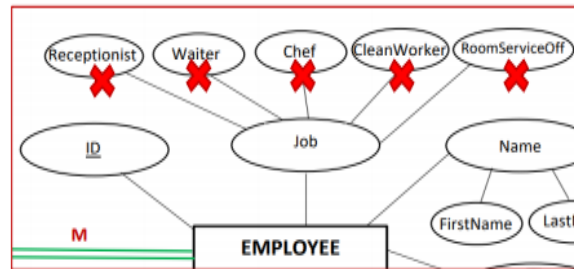 Receptionist
Waiter
Chef
CleanWorker
RoomServiceOff
ID
Job
Name
FirstName
M
EMPLOYEE